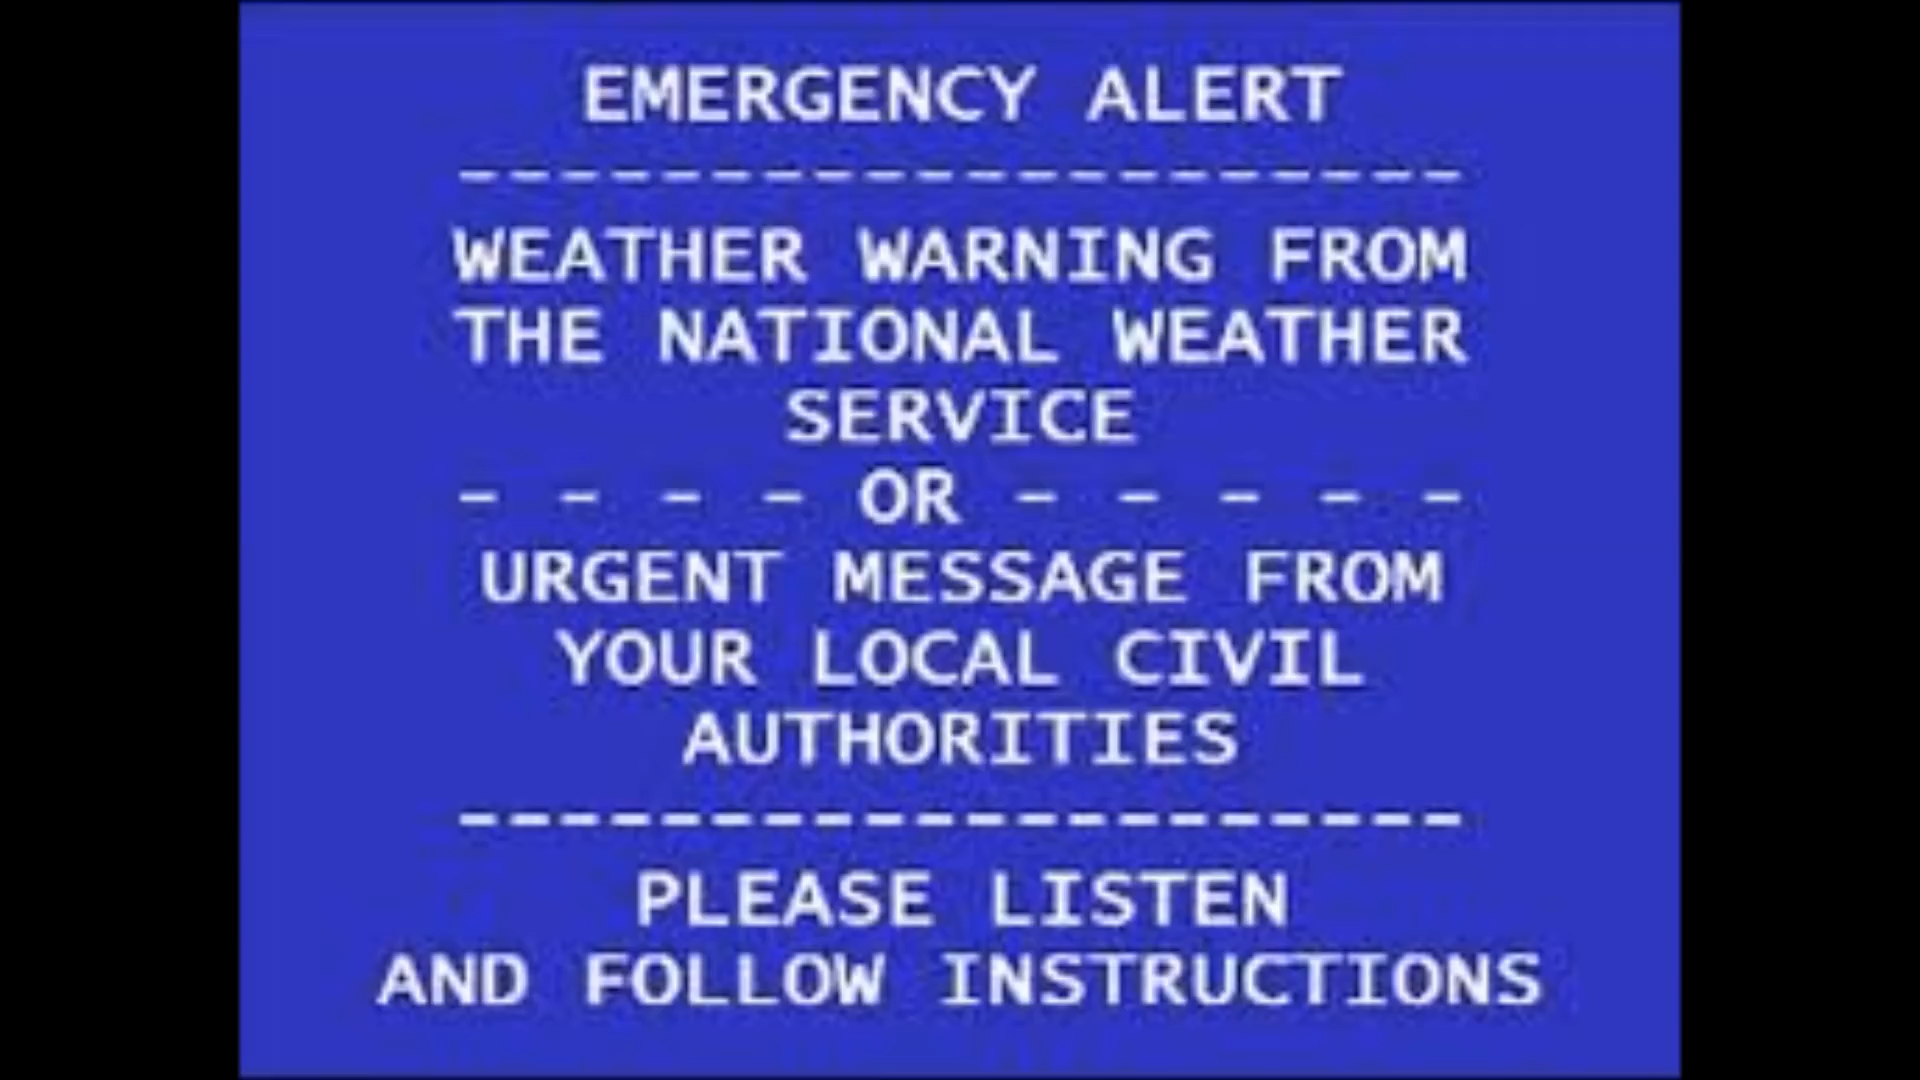 EMERGENCY ALERT
--------------------
WEATHER WARNING FROM
THE NATIONAL WEATHER
SERVICE
- - - - OR - - - - -
URGENT MESSAGE FROM
YOUR LOCAL CIVIL
AUTHORITIES
--------------------
PLEASE LISTEN
AND FOLLOW INSTRUCTIONS